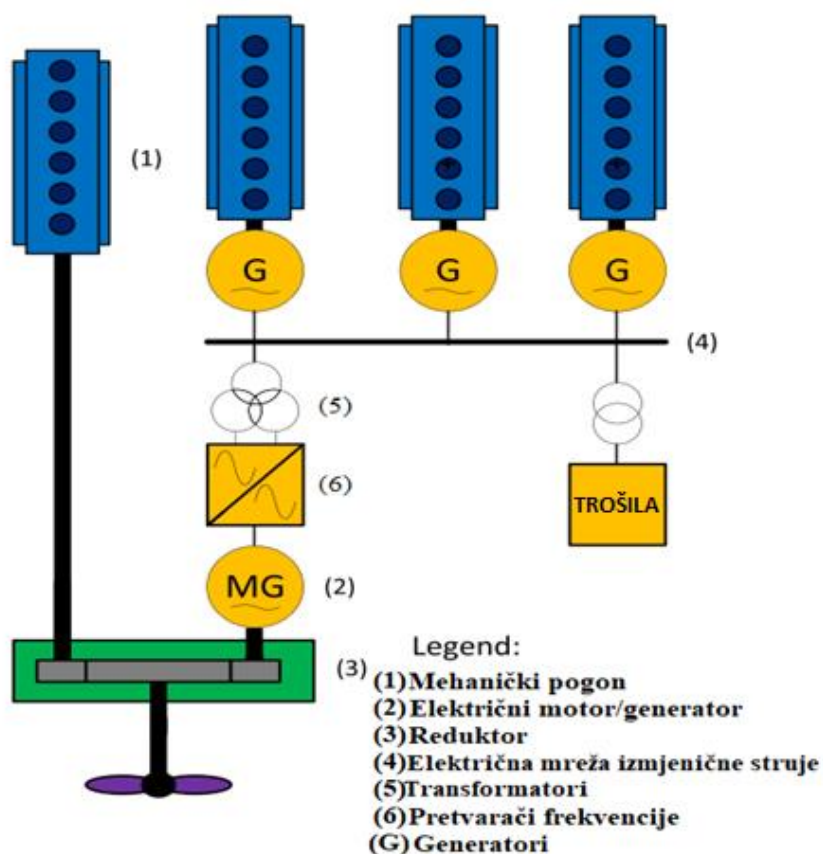 (1)
G
G
G
(4)
(5)
(6)
TROŠILA
MG
(2)
(3)
Legend:
(1)Mehanički pogon
(2)Električni motor/generator
(3)Reduktor
(4)Električna mreža izmjenične struje
(5)Transformatori
(6)Pretvarači frekvencije
(G) Generatori